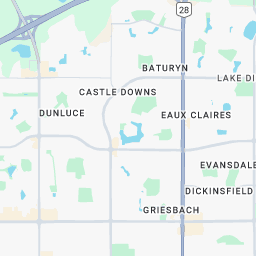 28
BATURYN
LAKE DI
CASTLE DOWNS
DUNLUCE
EAUX CLAIRES
EVANSDALE
DICKINSFIELD
GRIESBACH